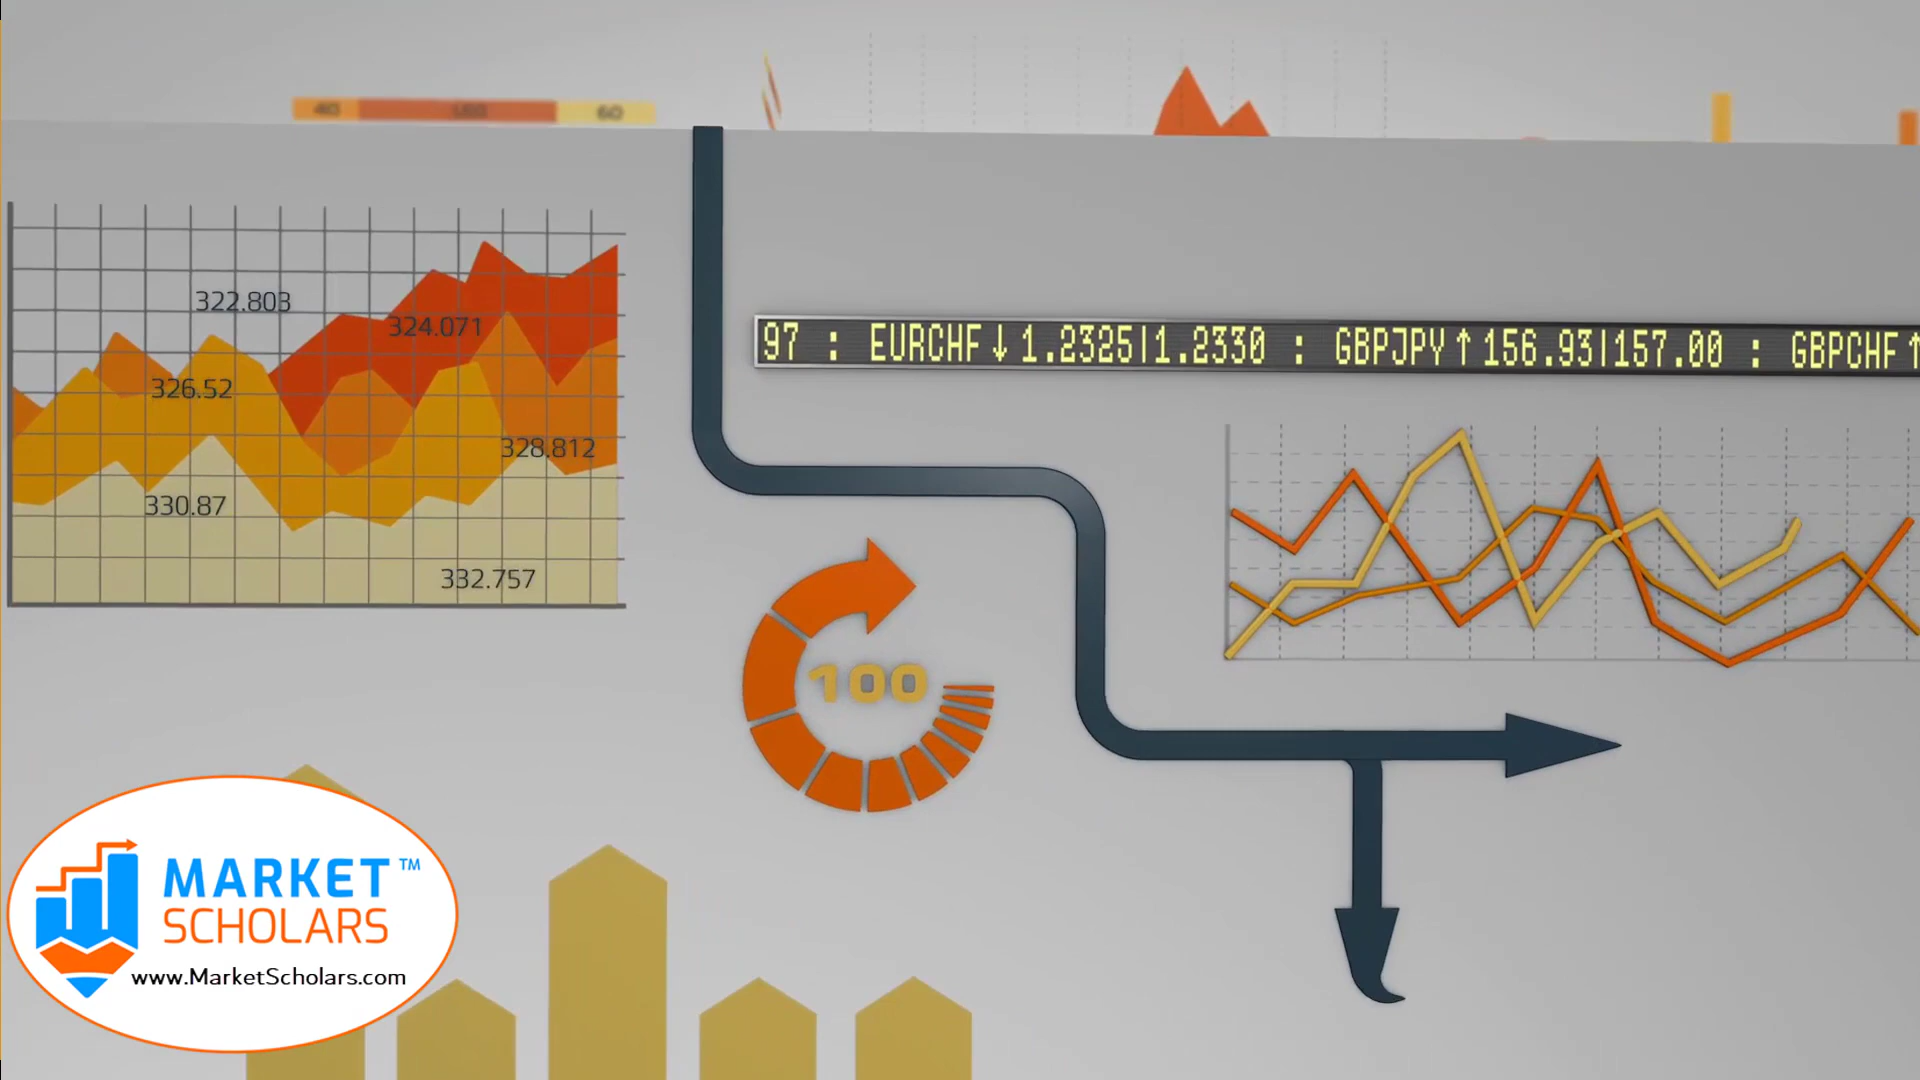 60
322.803
324.071
326.52
328.812
330.87
332.757
97 : EURCHF↓1.2325|1.2330 : GBPJPY↑156.93|157.00 : GBPCHF↑
100
MARKET™
SCHOLARS
www.MarketScholars.com